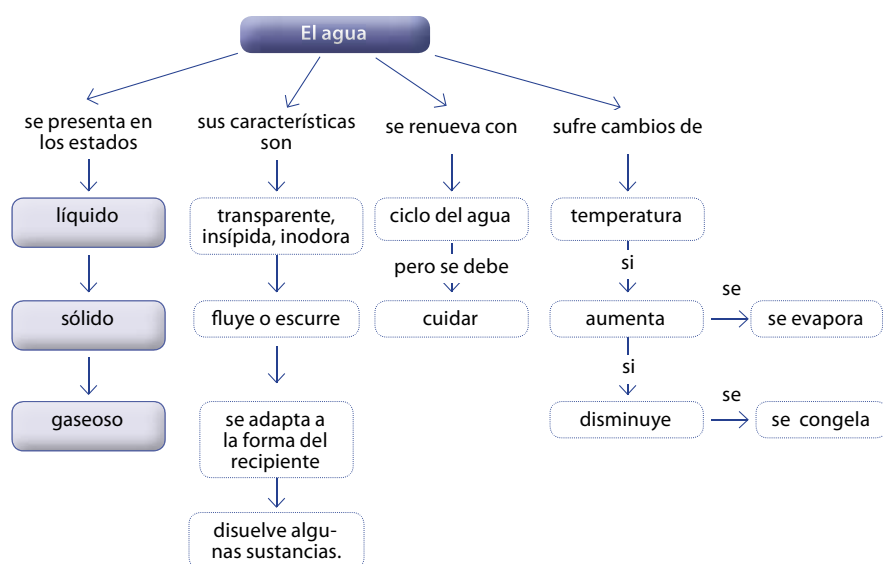 El agua
se presenta en
los estados
líquido
sólido
gaseoso
sus características
son
transparente,
insípida, inodora
fluye o escurre
se adapta a
la forma del
recipiente
disuelve algu-
nas sustancias.
se renueva con
ciclo del agua
pero se debe
cuidar
sufre cambios de
temperatura
si
aumenta
se
se evapora
si
disminuye
se
se congela